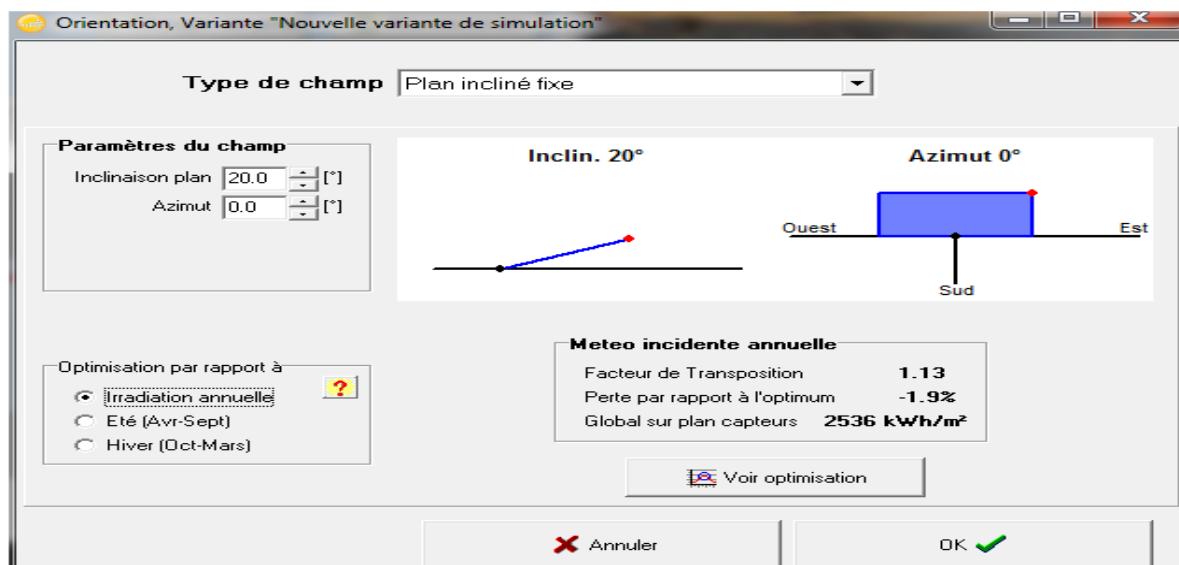 Orientation, Variante "Nouvelle variante de simulation"
Type de champ Plan incliné fixe
Paramètres du champ
Inclinaison plan 20.0 [°]
Azimut 0.0 [°]
Inclin. 20°
Azimut 0°
Ouest
Est
Sud
Optimisation par rapport à
?
Irradiation annuelle
Eté (Avr-Sept)
Hiver (Oct-Mars)
Meteo incidente annuelle
Facteur de Transposition 1.13
Perte par rapport à l'optimum -1.9%
Global sur plan capteurs 2536 kWh/m²
Voir optimisation
Annuler
OK